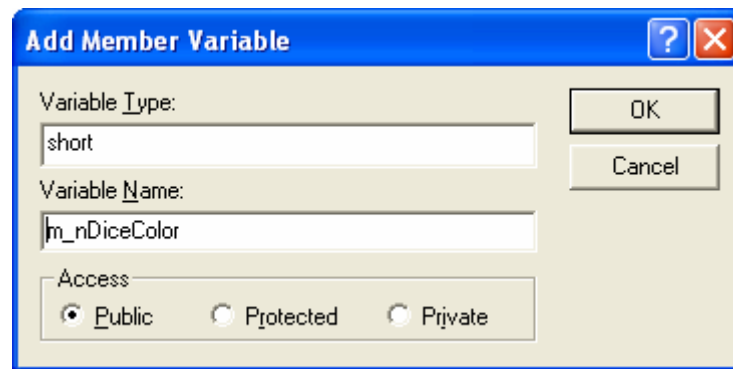 Add Member Variable
Variable Type:
OK
short
Cancel
Variable Name:
m_nDiceColor
Access
Public Protected Private